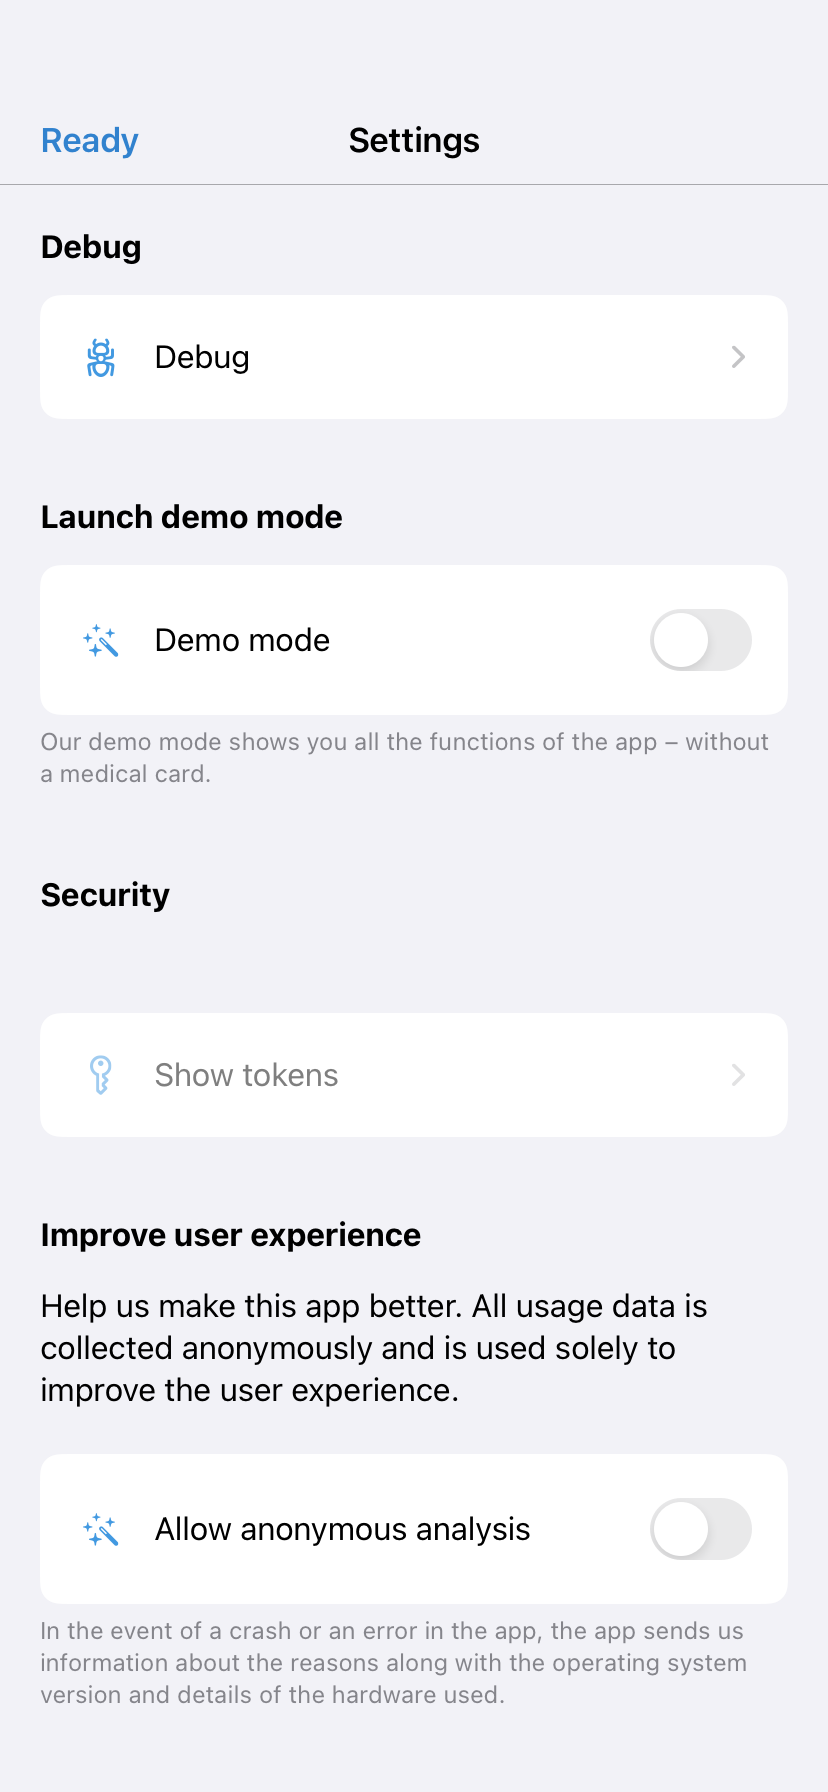 Ready
Settings
Debug
Debug
Launch demo mode
Demo mode
Our demo mode shows you all the functions of the app – without
a medical card.
Security
Show tokens
Improve user experience
Help us make this app better. All usage data is
collected anonymously and is used solely to
improve the user experience.
Allow anonymous analysis
In the event of a crash or an error in the app, the app sends us
information about the reasons along with the operating system
version and details of the hardware used.